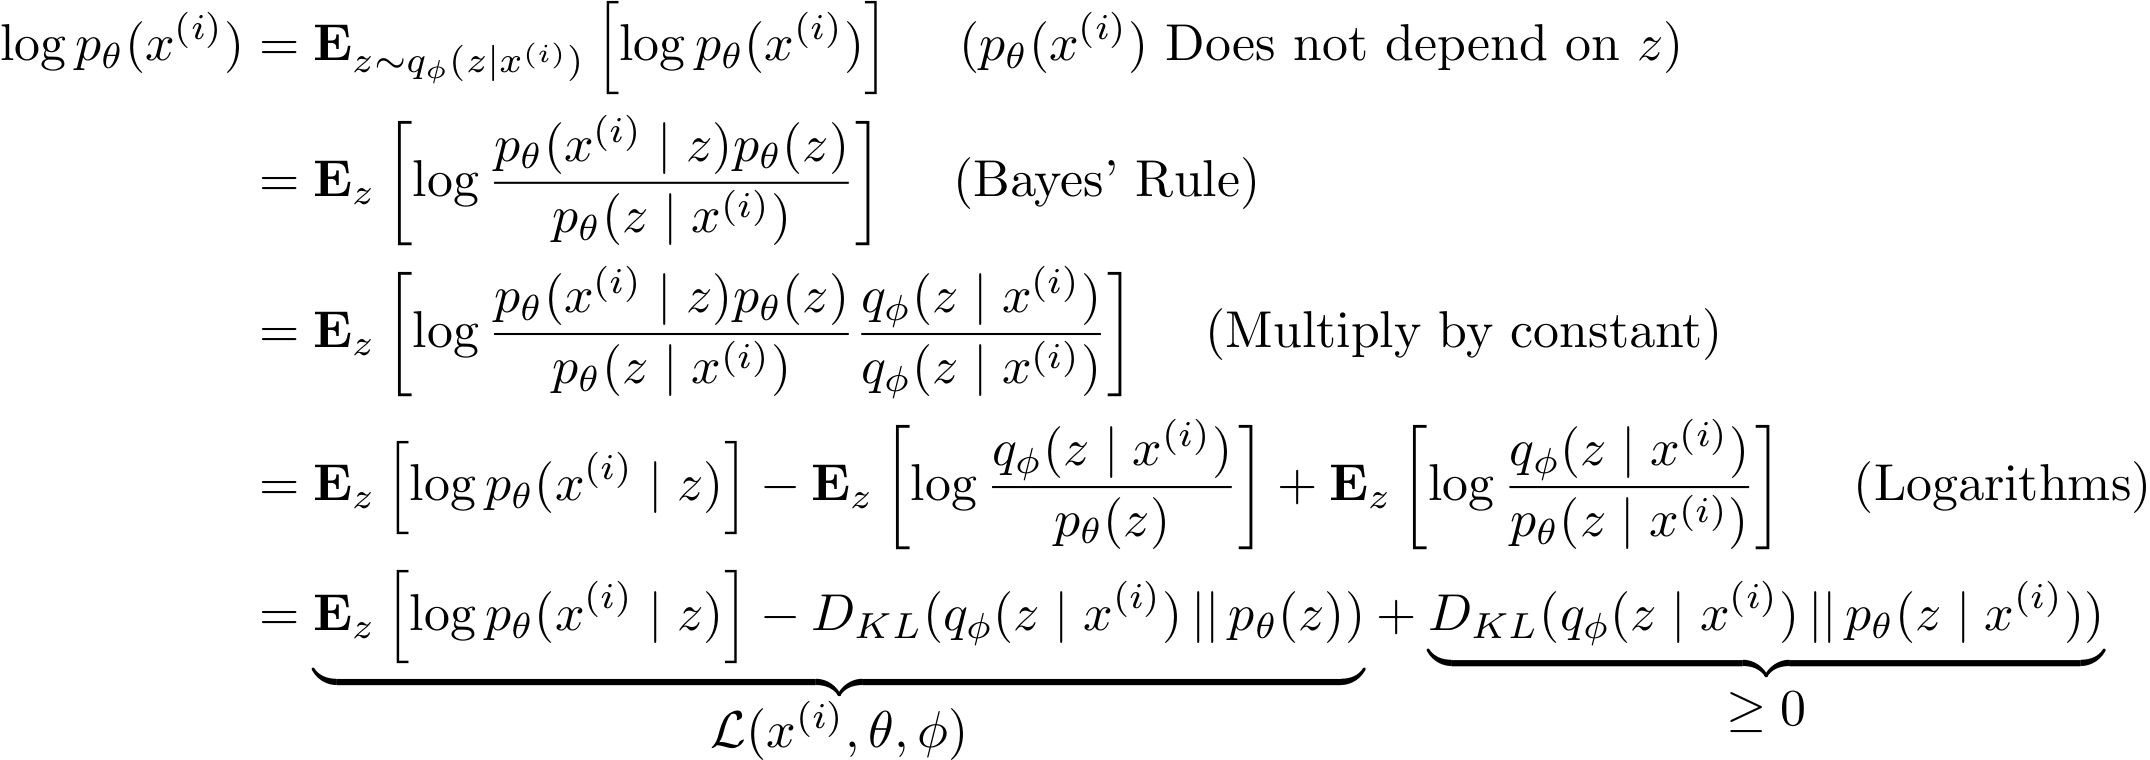 log p_θ(x^(i)) = E_{z∼q_ϕ(z|x^(i))} [log p_θ(x^(i))] (p_θ(x^(i)) Does not depend on z)
= E_z [log p_θ(x^(i) | z)p_θ(z) / p_θ(z | x^(i))] (Bayes’ Rule)
= E_z [log p_θ(x^(i) | z)p_θ(z) / p_θ(z | x^(i)) q_ϕ(z | x^(i)) / q_ϕ(z | x^(i))] (Multiply by constant)
= E_z [log p_θ(x^(i) | z)] − E_z [log q_ϕ(z | x^(i)) / p_θ(z)] + E_z [log q_ϕ(z | x^(i)) / p_θ(z | x^(i))] (Logarithms)
= E_z [log p_θ(x^(i) | z)] − D_{KL}(q_ϕ(z | x^(i)) || p_θ(z)) + D_{KL}(q_ϕ(z | x^(i)) || p_θ(z | x^(i)))
ℒ(x^(i), θ, ϕ) ≥ 0